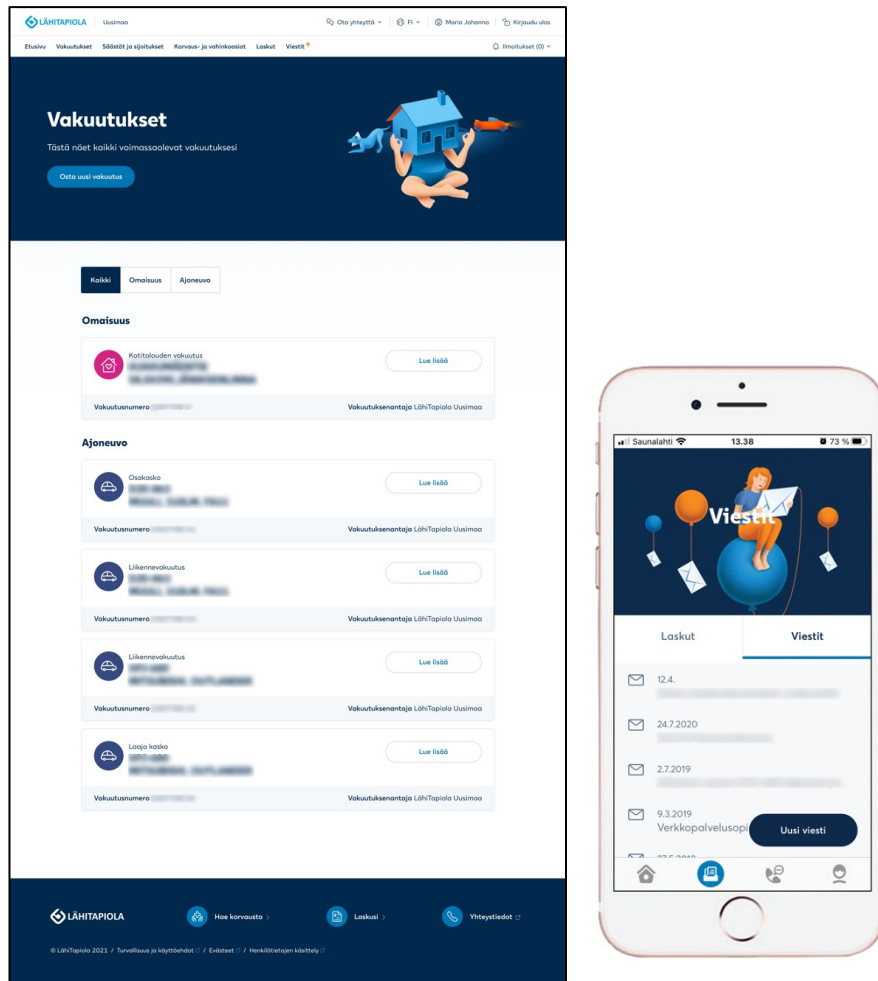 LÄHITAPIOLA Uusimaa Ota yhteyttä FI Maria Johanna Kirjaudu ulos
Etusivu Vakuutukset Säästöt ja sijoitukset Korvaus- ja vahinkoasiat Laskut Viestit Ilmoitukset (0)
Vakuutukset
Tästä näet kaikki voimassaolevat vakuutuksesi
Osta uusi vakuutus
Kaikki Omaisuus Ajoneuvo
Omaisuus
Kotitalouden vakuutus
Lue lisää
Vakuutusnumero Vakuutuksenantaja LähiTapiola Uusimaa
Ajoneuvo
Osakasko
Lue lisää
Vakuutusnumero Vakuutuksenantaja LähiTapiola Uusimaa
Liikennevakuutus
Lue lisää
Vakuutusnumero Vakuutuksenantaja LähiTapiola Uusimaa
Liikennevakuutus
Lue lisää
Vakuutusnumero Vakuutuksenantaja LähiTapiola Uusimaa
Laaja kasko
Lue lisää
Vakuutusnumero Vakuutuksenantaja LähiTapiola Uusimaa
LÄHITAPIOLA Hae korvausta > Laskusi > Yhteystiedot
© LähiTapiola 2021 / Turvallisuus ja käyttöehdot / Evästeet / Henkilötietojen käsittely
Saunalahti 13.38 73 %
Viestit
Laskut Viestit
12.4.
24.7.2020
2.7.2019
9.3.2019
Verkkopalvelusopi
Uusi viesti